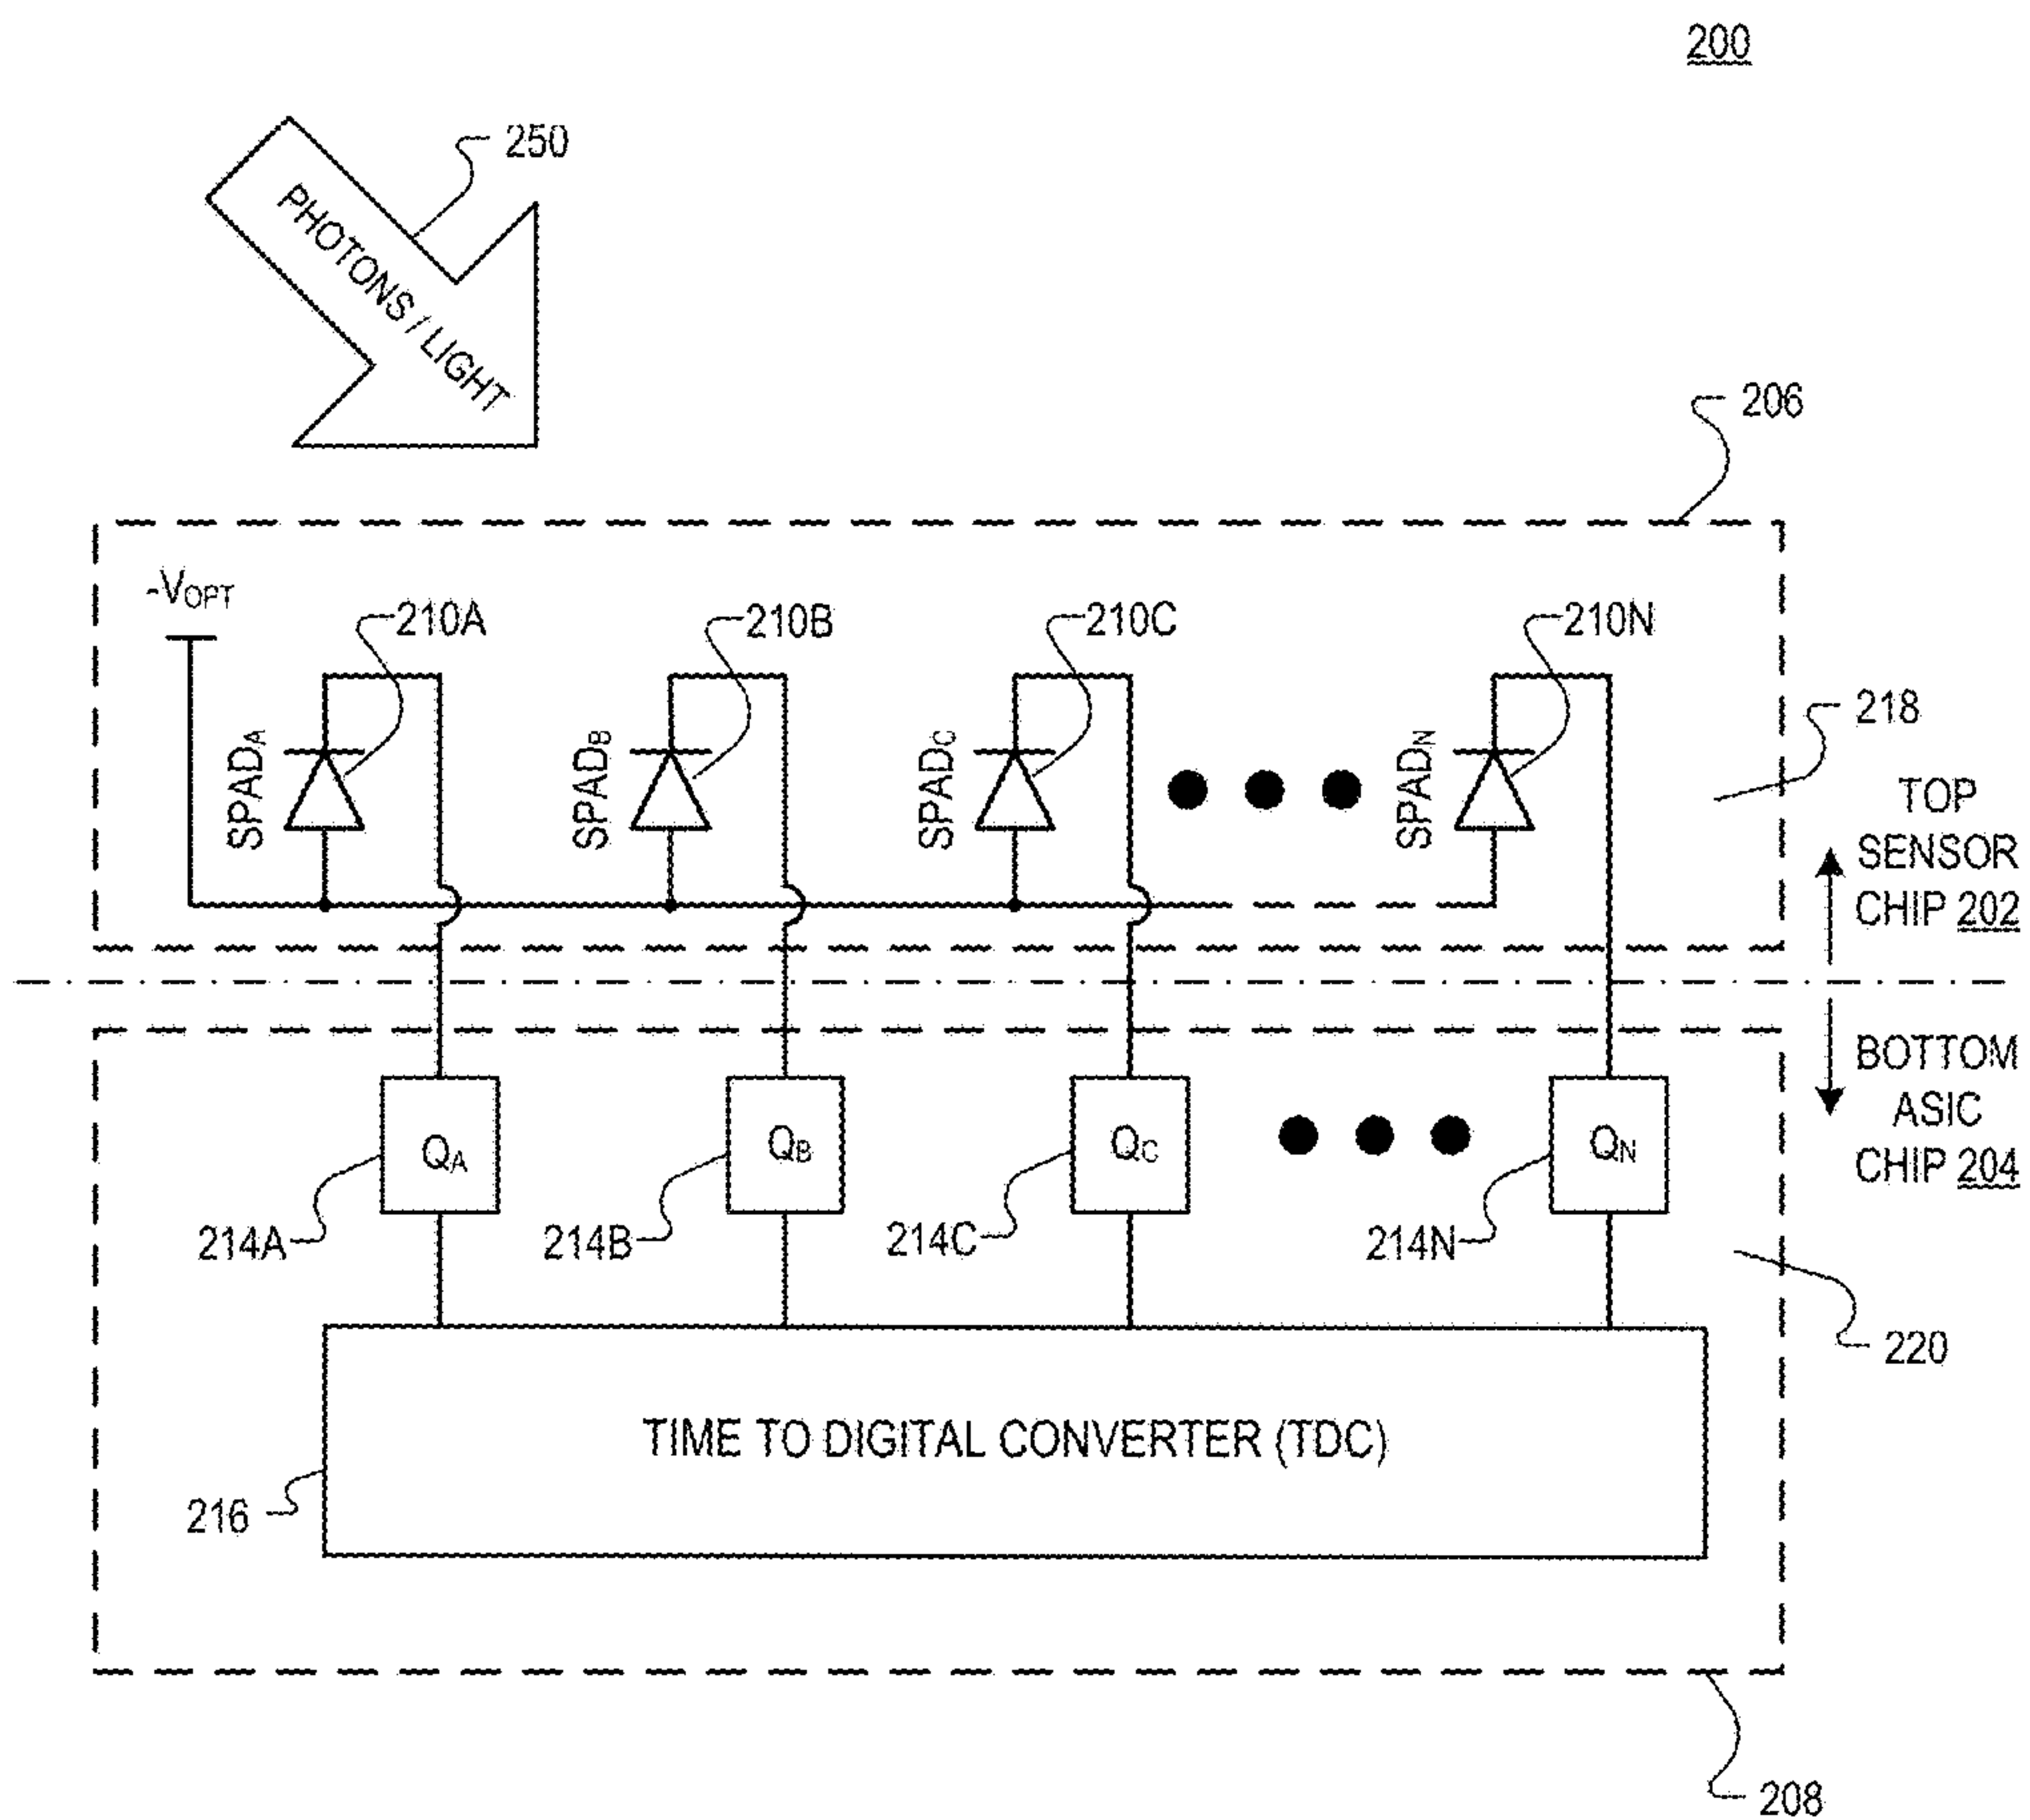 200
250
PHOTONS / LIGHT
206
-VOPT
210A
210B
210C
210N
218
SPADA
SPADB
SPADC
SPADN
TOP
SENSOR
CHIP 202
BOTTOM
ASIC
CHIP 204
QA
QB
QC
QN
214A
214B
214C
214N
220
TIME TO DIGITAL CONVERTER (TDC)
216
208